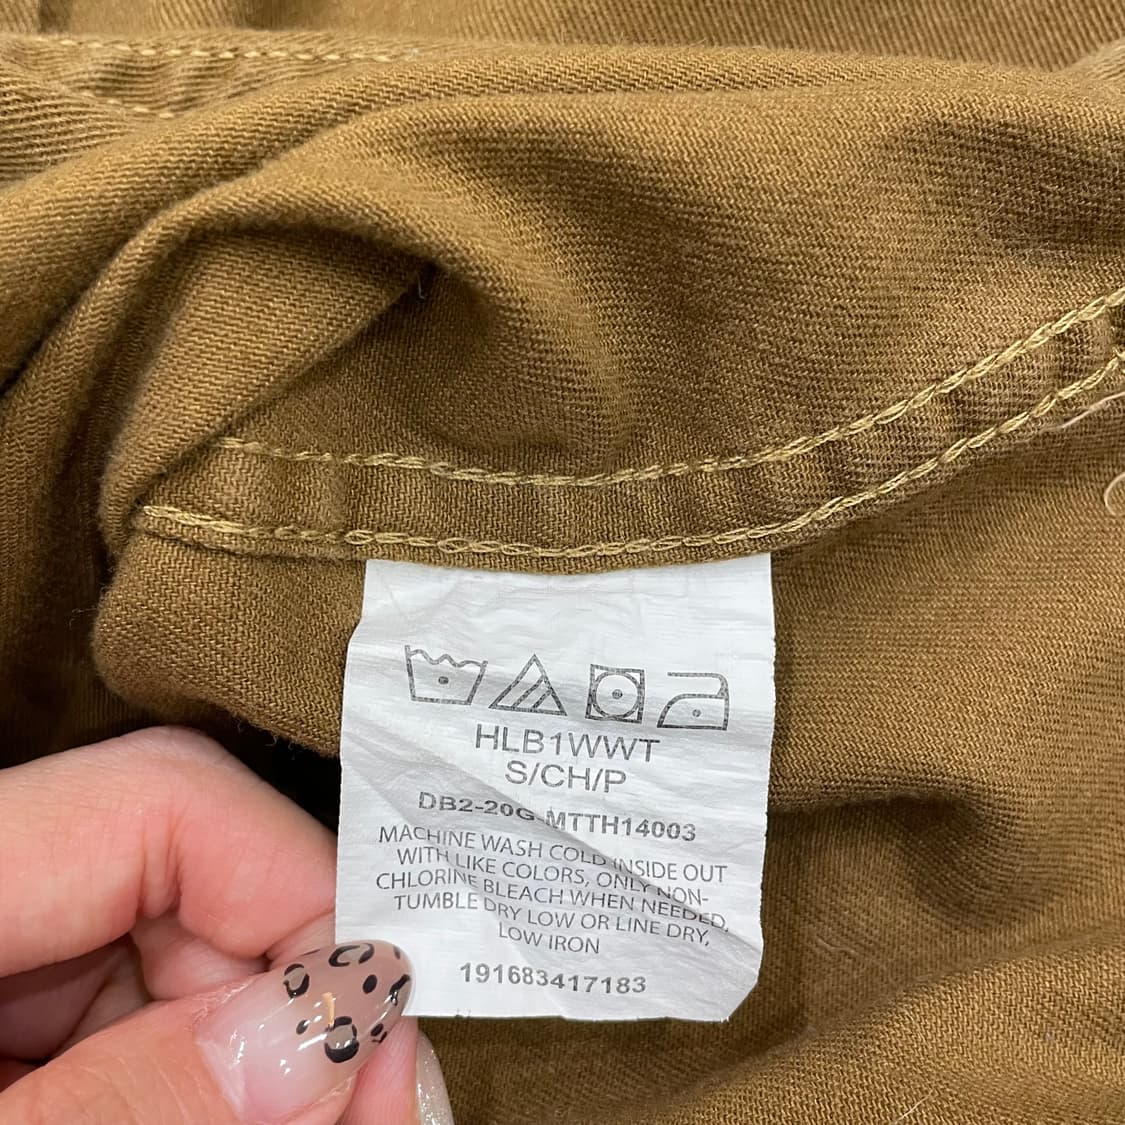 HLB1WWT
S/CH/P
DB2-20G-MTTH14003
MACHINE WASH COLD INSIDE OUT
WITH LIKE COLORS, ONLY NON-
CHLORINE BLEACH WHEN NEEDED,
TUMBLE DRY LOW OR LINE DRY,
LOW IRON
191683417183